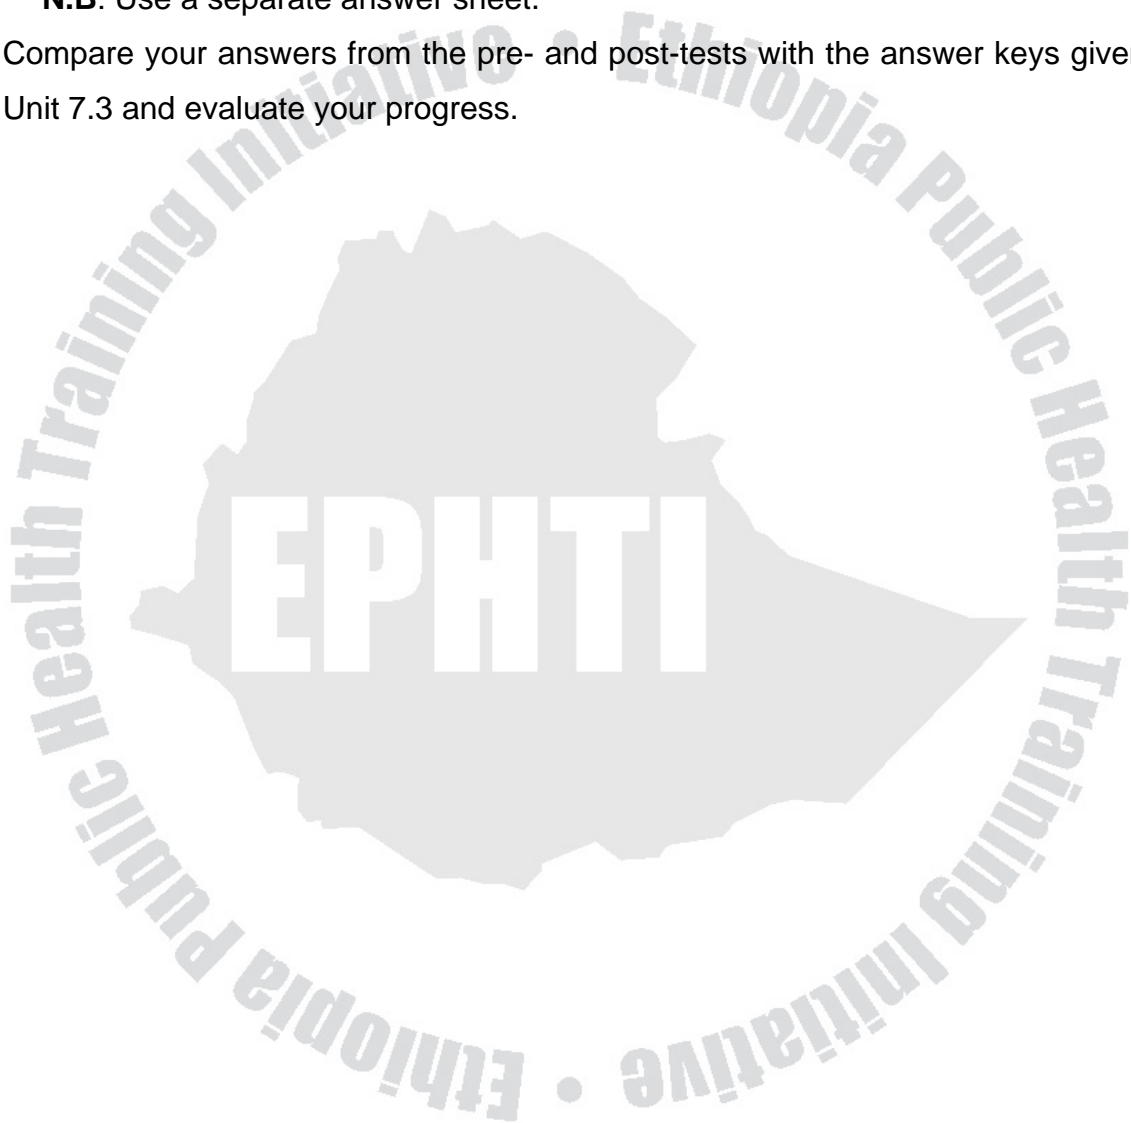 N.B. Use a separate answer sheet.
Compare your answers from the pre- and post-tests with the answer keys give
Unit 7.3 and evaluate your progress.
Ethiopia Public Health Training Initiative • Ethiopia Public Health Training Initiative •
EPHTI